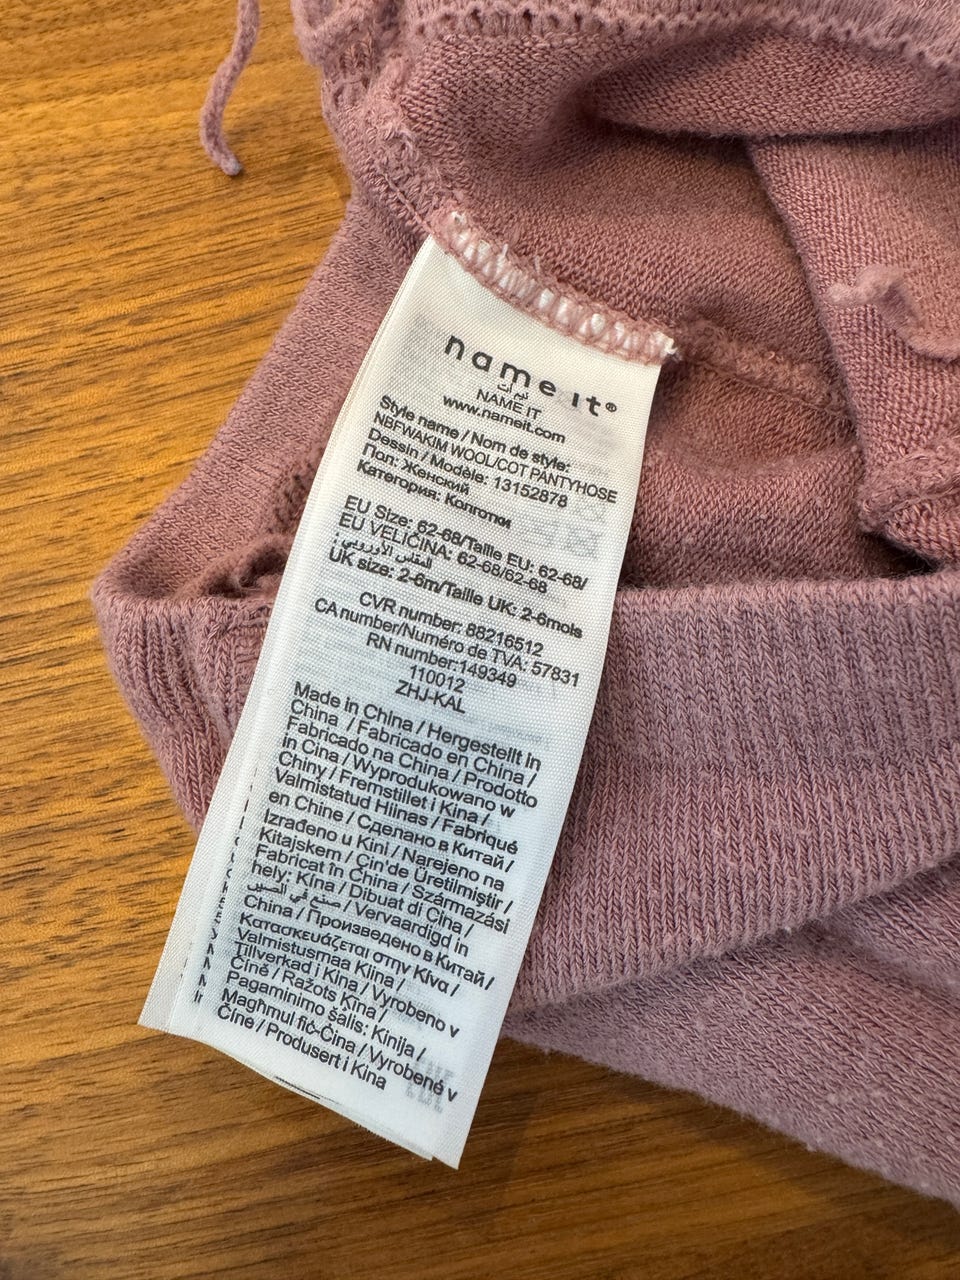 name it®
نيم ات
NAME IT
www.nameit.com
Style name / Nom de style:
NBFWAKIM WOOL/COT PANTYHOSE
Dessin / Modèle: 13152878
Пол: Женский
Категория: Колготки
EU Size: 62-68/Taille EU: 62-68/
EU VELIČINA: 62-68/62-68
المقاس الأوروبي:
UK size: 2-6m/Taille UK: 2-6mois
CVR number: 88216512
CA number/Numéro de TVA: 57831
RN number:149349
110012
ZHJ-KAL
Made in China / Hergestellt in
China / Fabricado en China /
Fabricado na China / Prodotto
in Cina / Wyprodukowano w
Chiny / Fremstillet i Kina /
Valmistatud Hiinas / Fabriqué
en Chine / Сделано в Китай /
Izrađeno u Kini / Narejeno na
Kitajskem / Çin'de Üretilmiştir /
Fabricat în China / Származási
hely: Kína / Dibuat di Cina /
صنع في الصين / Vervaardigd in
China / Произведено в Китай /
Κατασκευάζεται στην Κίνα /
Valmistusmaa Kiina /
Tillverkad i Kina / Vyrobeno v
Číně / Ražots Ķīna /
Pagaminimo šalis: Kinija /
Magħmul fiċ-Ċina / Vyrobené v
Číne / Produsert i Kina